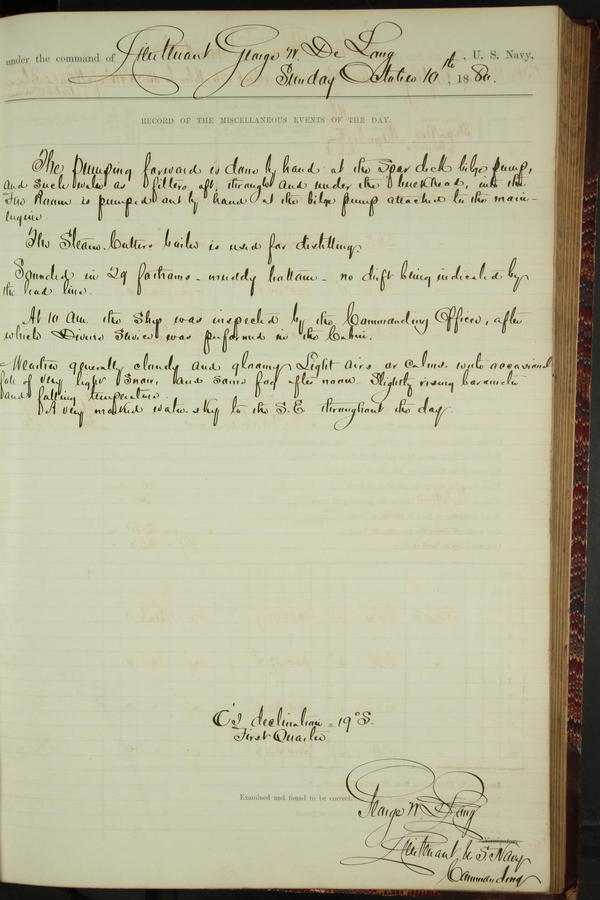 under the command of Lieutenant George W. De Long, U. S. Navy,
Sunday October 10th, 1880.
RECORD OF THE MISCELLANEOUS EVENTS OF THE DAY.
The pumping forward is done by hand at the spar deck bilge pump,
and such water as filters aft, through and under the bulkhead, into the
Fire Room is pumped out by hand at the bilge pump attached to the main-
engine.
The Steam Cutters boiler is used for distilling.
Sounded in 29 fathoms - muddy bottom - no drift being indicated by
the lead line.
At 10 A.M. the ship was inspected by the Commanding Officer, after
which Divine Service was performed in the Cabin.
Weather generally cloudy and gloomy Light airs or calms. with occasional
fall of very light snow, and some fog after noon Slightly rising barometer
and falling temperature.
A very marked water sky to the S.E. throughout the day.
C's declination = 19° S.
First Quarter
Examined and found to be correct.
George W. De Long
Lieutenant U. S. Navy
Commanding